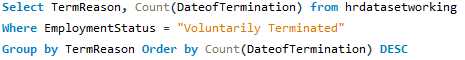 Select TermReason, Count(DateofTermination) from hrdatasetworking
Where EmploymentStatus = "Voluntarily Terminated"
Group by TermReason Order by Count(DateofTermination) DESC